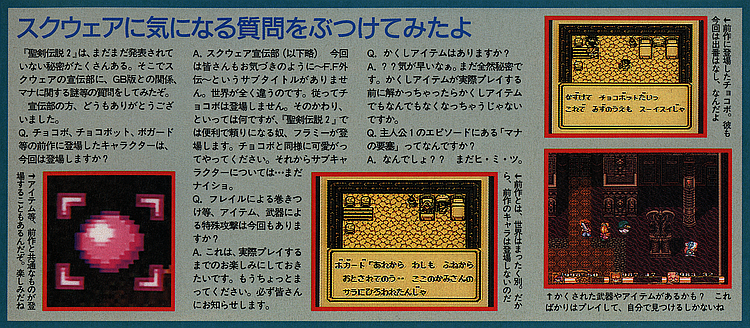 スクウェアに気になる質問をぶつけてみたよ
「聖剣伝説2」は、まだまだ発表されて
いない秘密がたくさんある。そこでス
クウェアの宣伝部に、GB版との関係、
マナに関する謎等の質問をしてみぞ。
宣伝部の方、どうもありがとうござ
いました。
Q. チョコボ、チョコボット、ボガード
等の前作に登場したキャラクターは、
今回は登場しますか?
A. スクウェア宣伝部(以下略) 今回
は皆さんもお気づきのように〜F.F外
伝〜というサブタイトルがありませ
ん。世界が全く違うのです。従ってチ
ョコボは登場しません。そのかわり、
といっては何ですが、「聖剣伝説2」で
は便利で頼りになる奴、フラミーが登
場します。チョコボと同様に可愛がっ
てやってください。それからサブキャ
ラクターについては…まだ
ナイショ。
Q. フレイルによる巻きつ
け等、アイテム、武器によ
る特殊攻撃は今回もありま
すか?
A. これは、実際プレイする
までのお楽しみにしておき
たいです。もうちょっとま
ってください。必ず皆さん
にお知らせします。
Q. かくしアイテムはありますか?
A. ??気が早いなぁ。まだ全然秘密で
す。かくしアイテムが実際プレイする
前に解かっちゃったらかくしアイテ
ムでもなんでもなくなっちゃうじゃない
ですか。
Q. 主人公1のエピソードにある「マナ
の要塞」ってなんですか?
A. なんでしょ?? まだヒ・ミ・ツ。
←前作に登場したチョコボ。彼も
今回は出番はなし、なんだよ
なずけて チョコボットだいっ
これで みずのうえも スーイスイじゃ
→アイテム等、前作と共通なものが登
場することもあるんだぞ。楽しみだね
←前作とは、世界はまったく別。だか
ら、前作のキャラは登場しないのだ
ボガード「あれから わしも ふねから
おとされてのう… ここのかみさんの
サラにひろわれたんじゃ
↑かくされた武器やアイテムがあるかも? これ
ばかりはプレイして、自分で見つけるしかないね